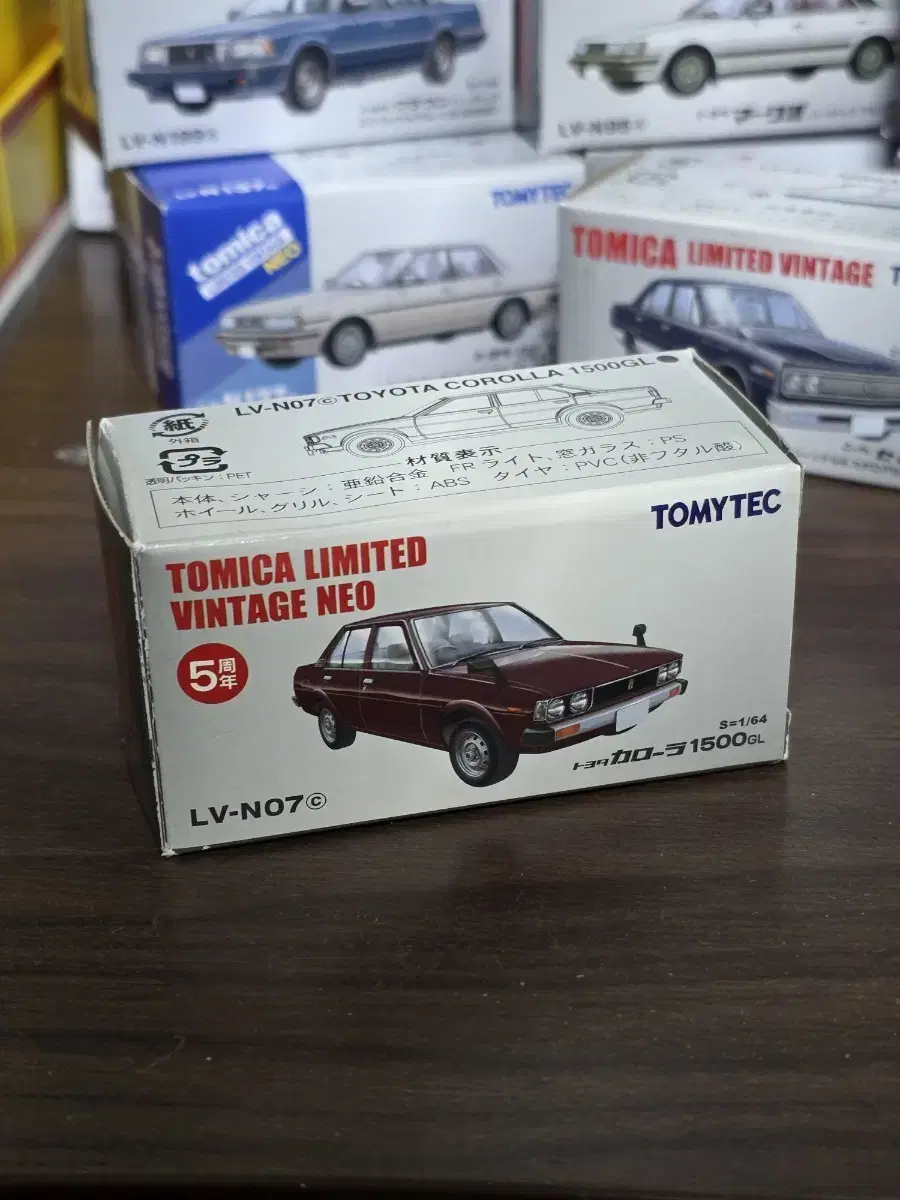 LV-N
tomica
NEO
TOMYTEC
TOMICA LIMITED VINTAGE
LV-N07ⓒTOYOTA COROLLA 1500GL
紙
外箱
プラ
透明パッキン:PET
材質表示
本体、シャーシ:亜鉛合金 FRライト、窓ガラス:PS
ホイール、グリル、シート:ABS タイヤ:PVC(非フタル酸)
TOMYTEC
TOMICA LIMITED
VINTAGE NEO
5周年
S=1/64
トヨタ カローラ1500GL
LV-N07ⓒ